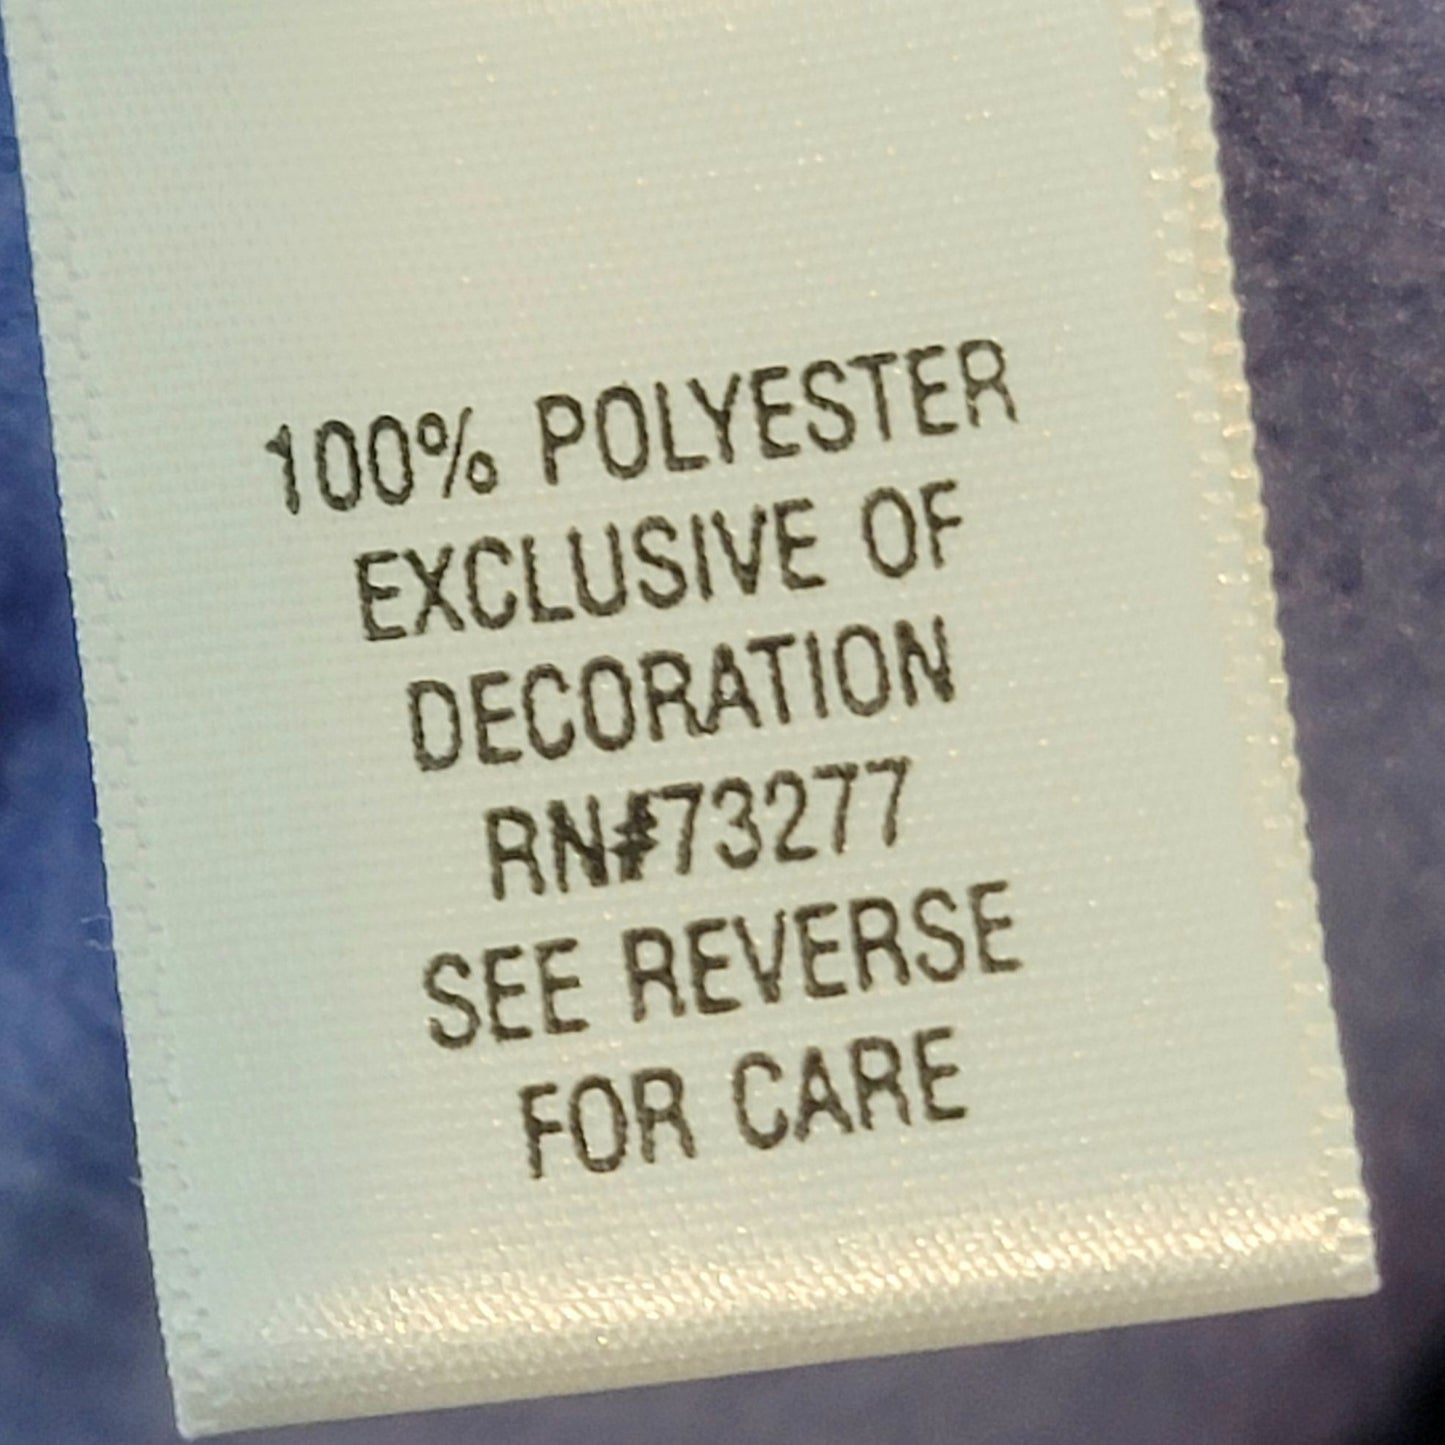 100% POLYESTER
EXCLUSIVE OF
DECORATION
RN#73277
SEE REVERSE
FOR CARE